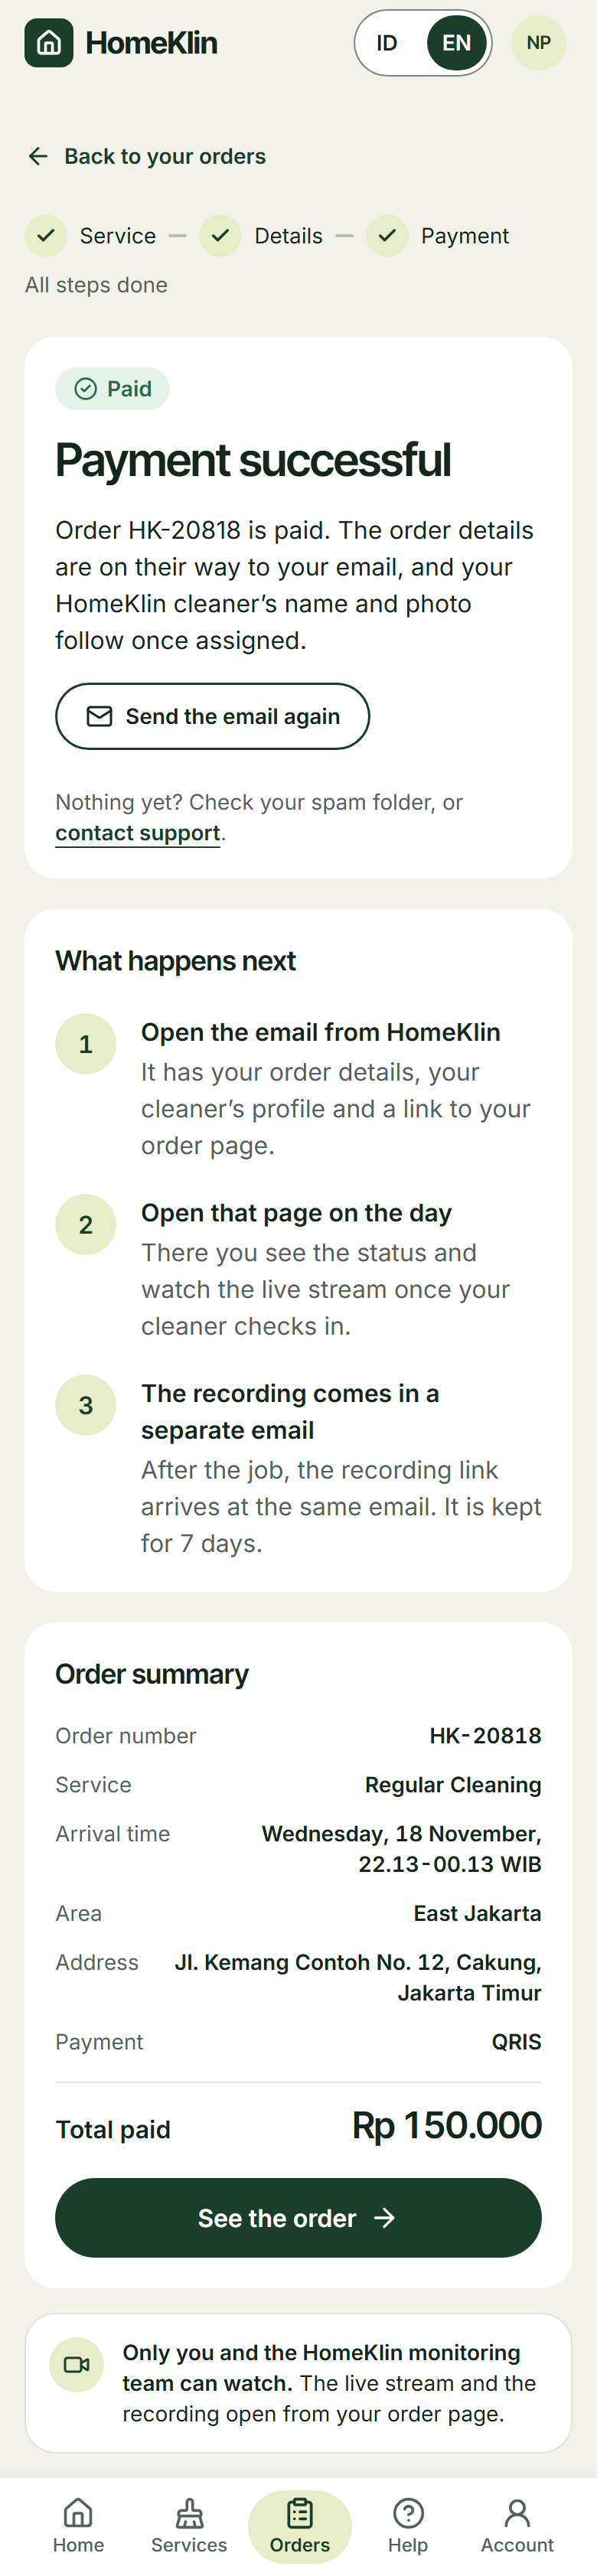 HomeKlin
ID
EN
NP
Back to your orders
Service
Details
Payment
All steps done
Paid
Payment successful
Order HK-20818 is paid. The order details
are on their way to your email, and your
HomeKlin cleaner’s name and photo
follow once assigned.
Send the email again
Nothing yet? Check your spam folder, or
contact support.
What happens next
1
Open the email from HomeKlin
It has your order details, your
cleaner’s profile and a link to your
order page.
2
Open that page on the day
There you see the status and
watch the live stream once your
cleaner checks in.
3
The recording comes in a
separate email
After the job, the recording link
arrives at the same email. It is kept
for 7 days.
Order summary
Order number HK-20818
Service Regular Cleaning
Arrival time Wednesday, 18 November,
22.13-00.13 WIB
Area East Jakarta
Address Jl. Kemang Contoh No. 12, Cakung,
Jakarta Timur
Payment QRIS
Total paid Rp 150.000
See the order
Only you and the HomeKlin monitoring
team can watch. The live stream and the
recording open from your order page.
Home
Services
Orders
Help
Account